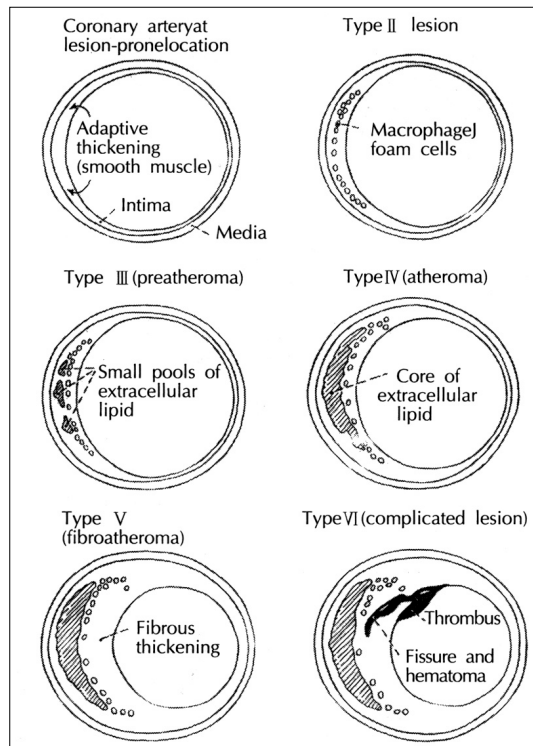 Coronary arteryat
lesion-pronelocation
Type II lesion
Adaptive
thickening
(smooth muscle)
Intima
Media
MacrophageJ
foam cells
Type III (preatheroma)
Type IV (atheroma)
Small pools of
extracellular
lipid
Core of
extracellular
lipid
Type V
(fibroatheroma)
Type VI (complicated lesion)
Fibrous
thickening
Thrombus
Fissure and
hematoma